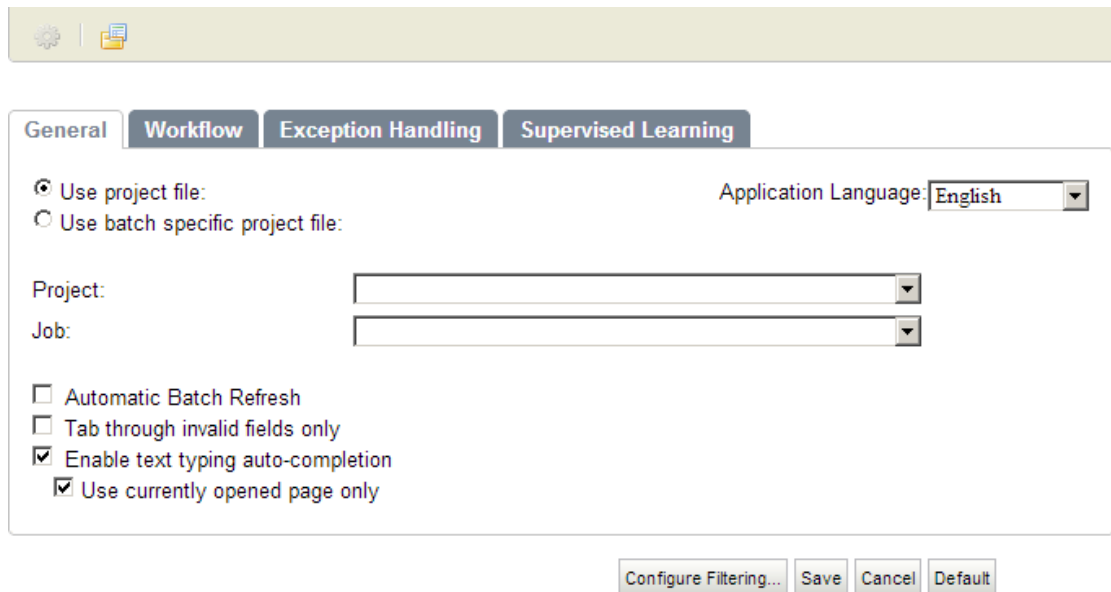 General Workflow Exception Handling Supervised Learning
Use project file: Application Language: English
Use batch specific project file:
Project:
Job:
Automatic Batch Refresh
Tab through invalid fields only
Enable text typing auto-completion
Use currently opened page only
Configure Filtering... Save Cancel Default